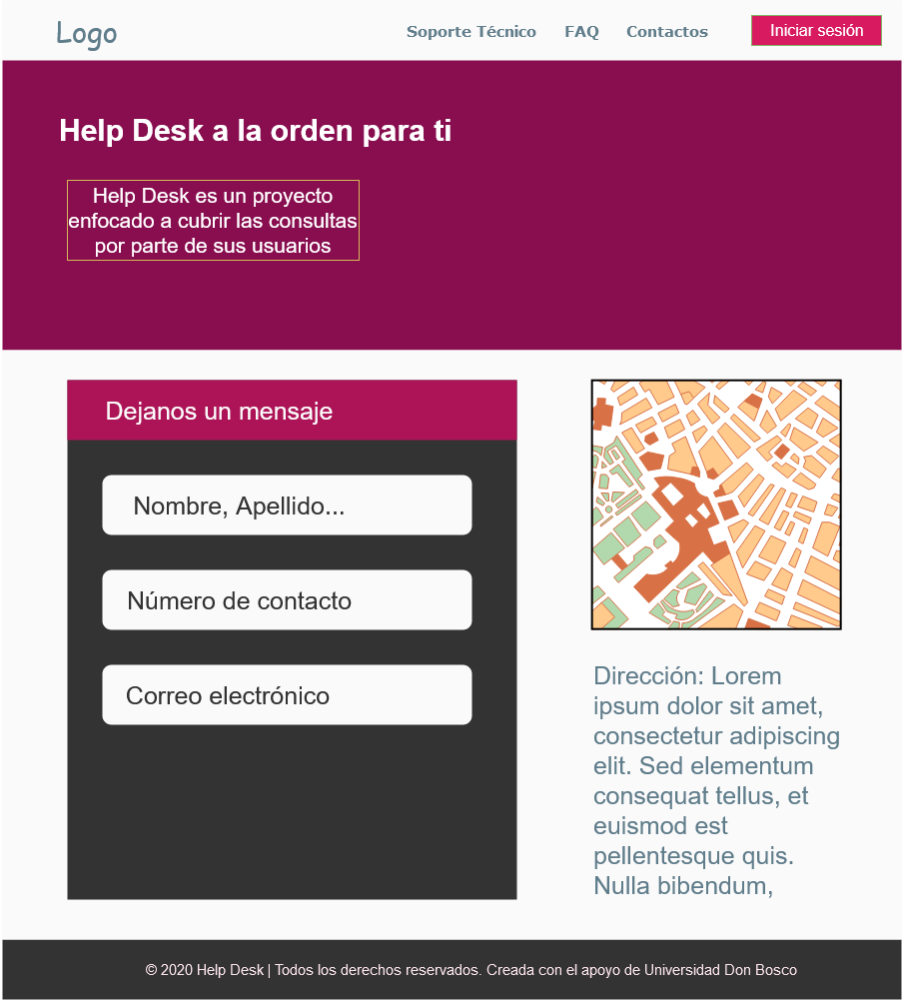 Logo
Soporte Técnico FAQ Contactos Iniciar sesión
Help Desk a la orden para ti
Help Desk es un proyecto
enfocado a cubrir las consultas
por parte de sus usuarios
Dejanos un mensaje
Nombre, Apellido...
Número de contacto
Correo electrónico
Dirección: Lorem
ipsum dolor sit amet,
consectetur adipiscing
elit. Sed elementum
consequat tellus, et
euismod est
pellentesque quis.
Nulla bibendum,
© 2020 Help Desk | Todos los derechos reservados. Creada con el apoyo de Universidad Don Bosco